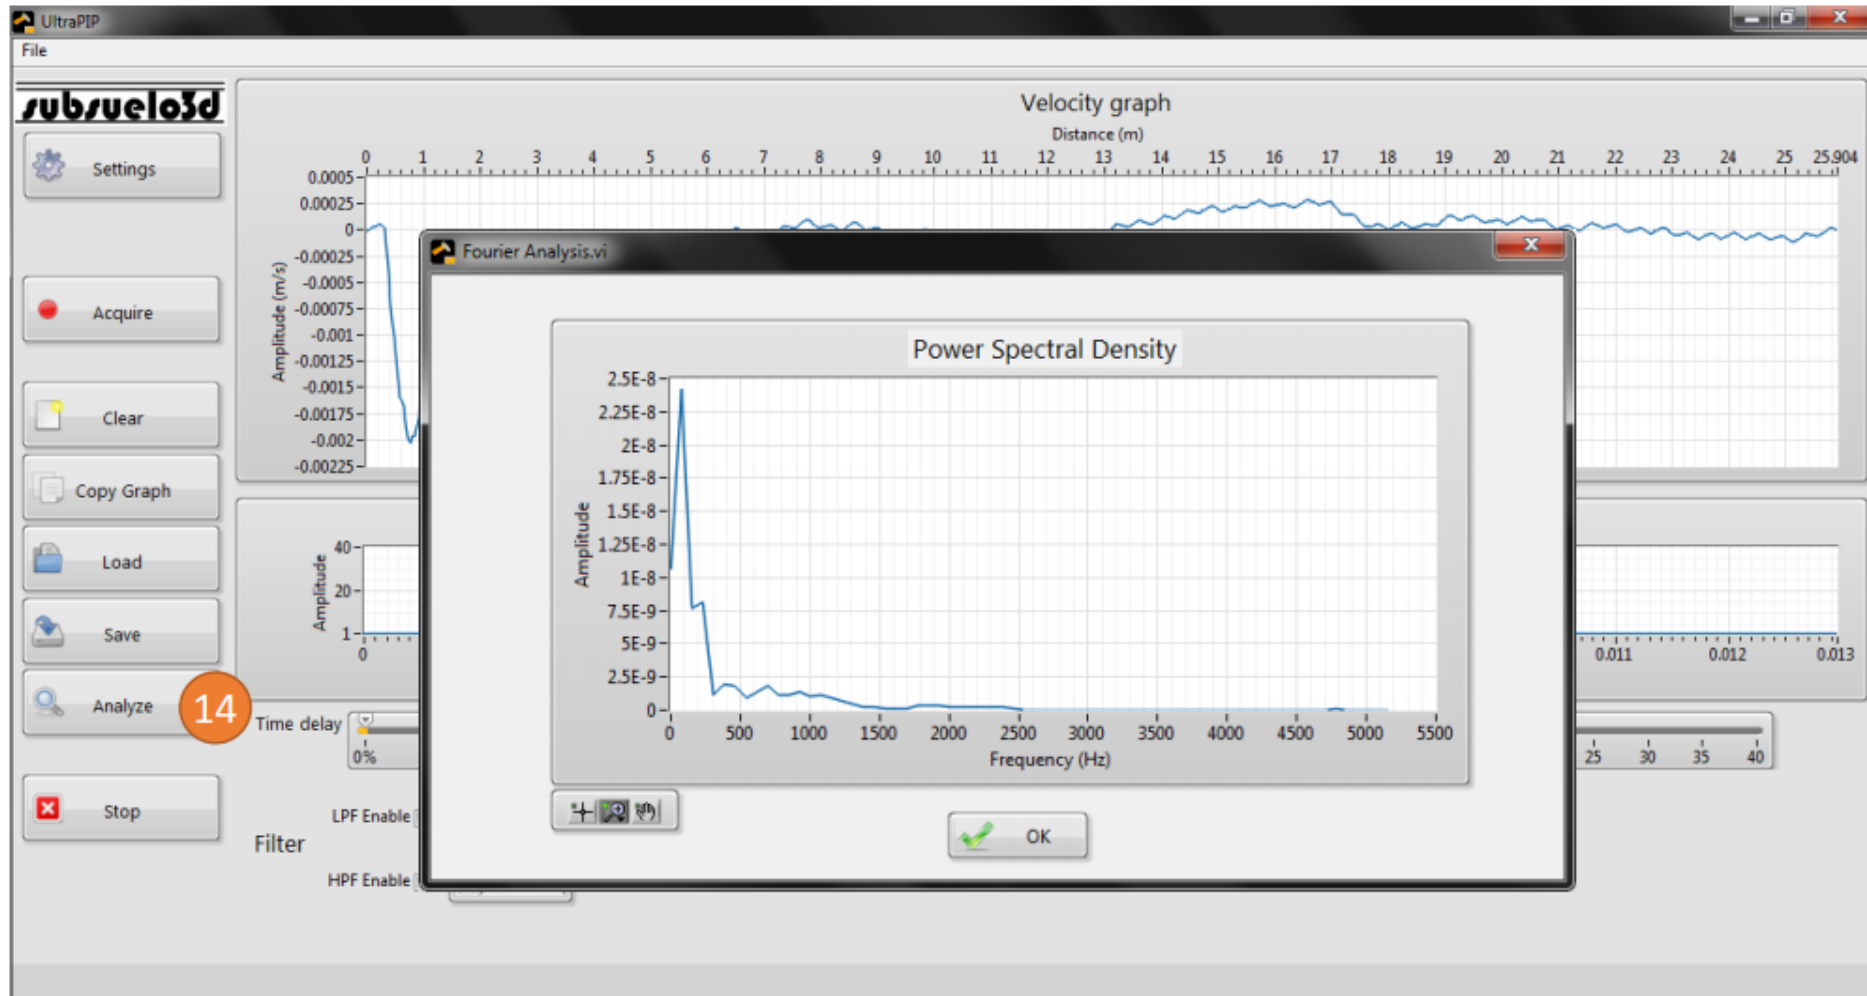 UltraPIP
File
subsuelo3d
Settings
Acquire
Clear
Copy Graph
Load
Save
Analyze
14
Stop
Velocity graph
Distance (m)
0 1 2 3 4 5 6 7 8 9 10 11 12 13 14 15 16 17 18 19 20 21 22 23 24 25 25.904
Amplitude (m/s)
0.0005
0.00025
0
-0.00025
-0.0005
-0.00075
-0.001
-0.00125
-0.0015
-0.00175
-0.002
-0.00225
Fourier Analysis.vi
Power Spectral Density
Amplitude
2.5E-8
2.25E-8
2E-8
1.75E-8
1.5E-8
1.25E-8
1E-8
7.5E-9
5E-9
2.5E-9
0
0 500 1000 1500 2000 2500 3000 3500 4000 4500 5000 5500
Frequency (Hz)
OK
Amplitude
40
20
1
0 0.011 0.012 0.013
Time delay
0%
25 30 35 40
Filter
LPF Enable
HPF Enable